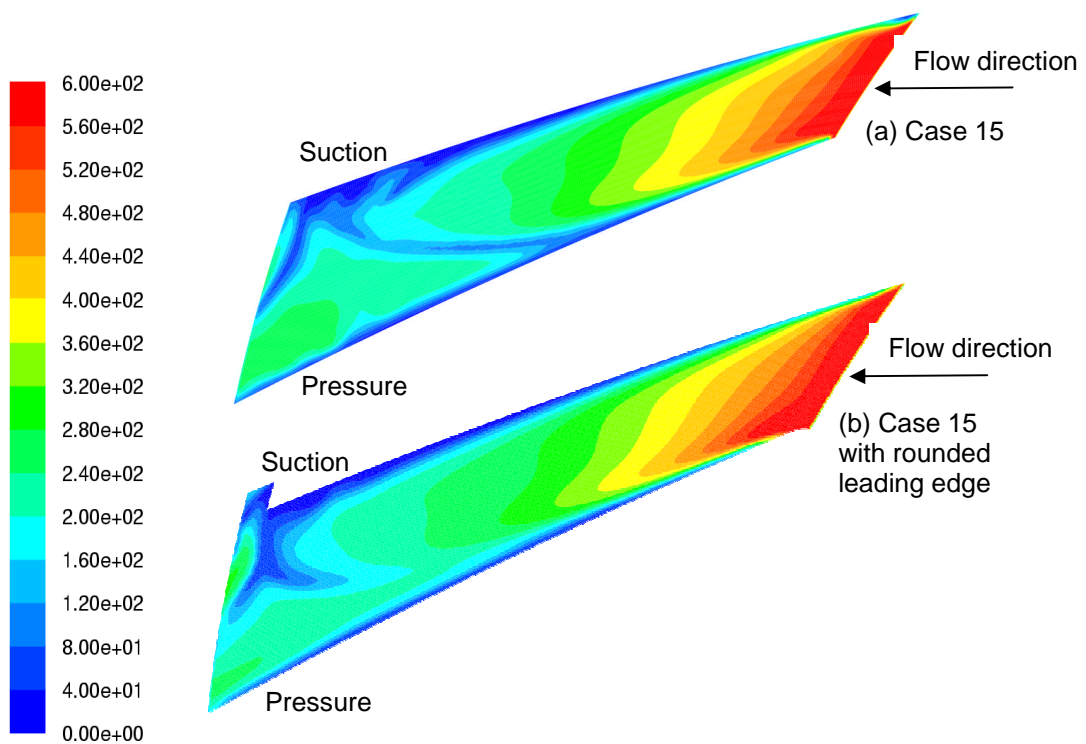 6.00e+02
5.60e+02
5.20e+02
4.80e+02
4.40e+02
4.00e+02
3.60e+02
3.20e+02
2.80e+02
2.40e+02
2.00e+02
1.60e+02
1.20e+02
8.00e+01
4.00e+01
0.00e+00
Flow direction
(a) Case 15
Suction
Pressure
Flow direction
(b) Case 15
with rounded
leading edge
Suction
Pressure